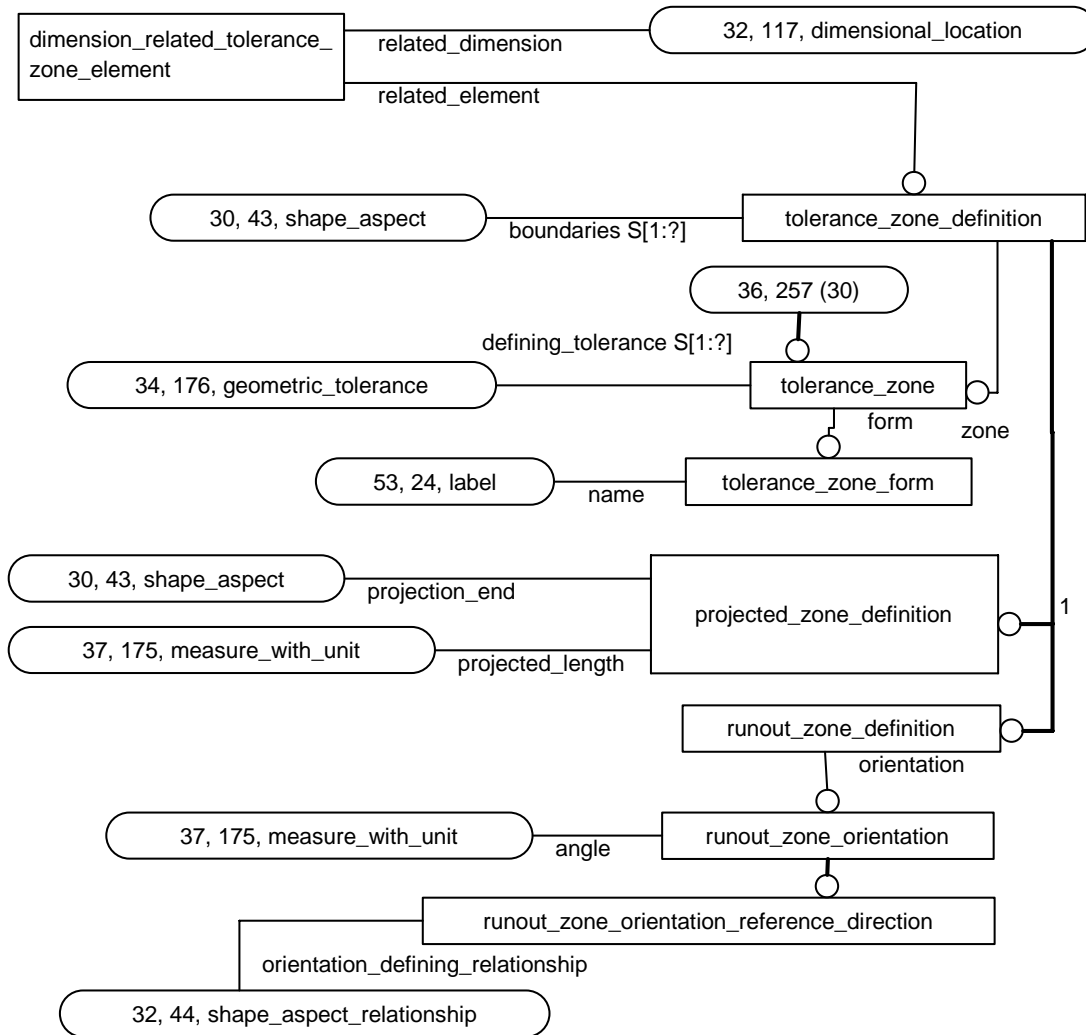 dimension_related_tolerance_
zone_element
related_dimension
32, 117, dimensional_location
related_element
30, 43, shape_aspect
boundaries S[1:?]
tolerance_zone_definition
36, 257 (30)
defining_tolerance S[1:?]
34, 176, geometric_tolerance
tolerance_zone
form
zone
53, 24, label
name
tolerance_zone_form
30, 43, shape_aspect
projection_end
projected_zone_definition
1
37, 175, measure_with_unit
projected_length
runout_zone_definition
orientation
37, 175, measure_with_unit
angle
runout_zone_orientation
runout_zone_orientation_reference_direction
orientation_defining_relationship
32, 44, shape_aspect_relationship